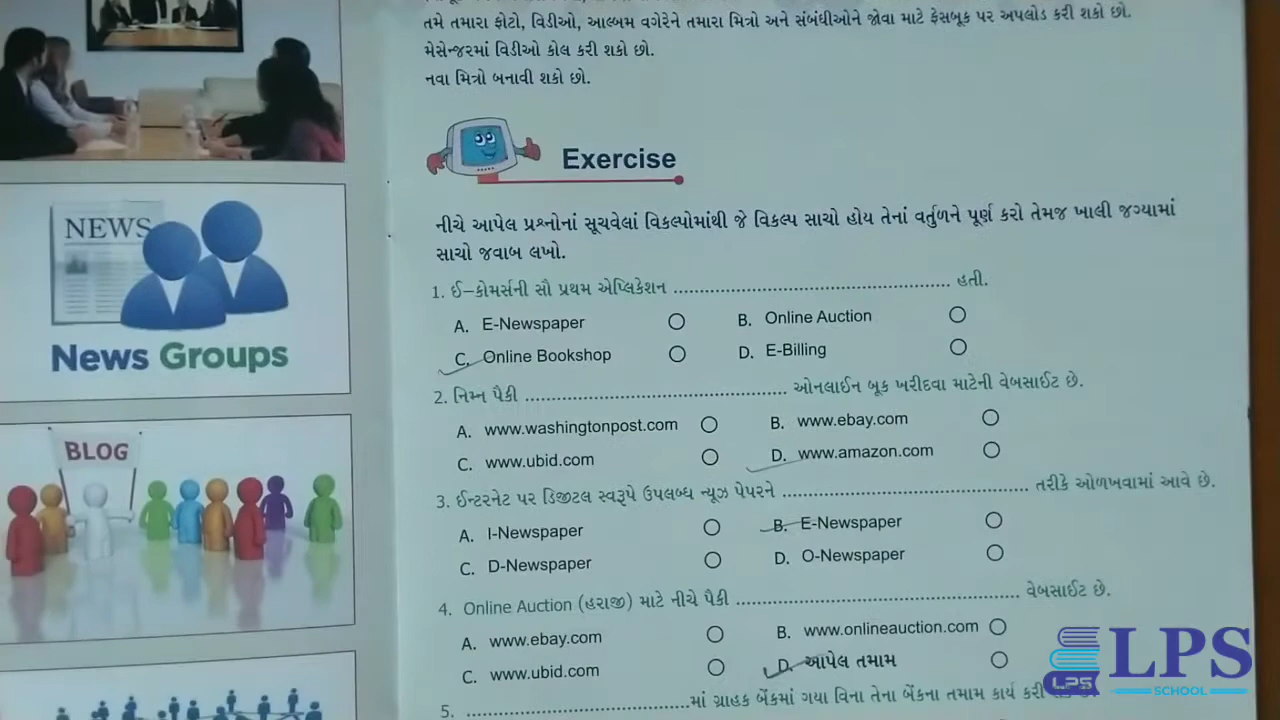 તમે તમારા ફોટો, વિડીઓ, આલ્બમ વગેરેને તમારા મિત્રો અને સંબંધીઓને જોવા માટે ફેસબૂક પર અપલોડ કરી શકો છો.
મેસેન્જરમાં વિડીઓ કોલ કરી શકો છો.
નવા મિત્રો બનાવી શકો છો.
Exercise
નીચે આપેલ પ્રશ્નોનાં સૂચવેલાં વિકલ્પોમાંથી જે વિકલ્પ સાચો હોય તેનાં વર્તુળને પૂર્ણ કરો તેમજ ખાલી જગ્યામાં
સાચો જવાબ લખો.
1. ઈ-કોમર્સની સૌ પ્રથમ એપ્લિકેશન .................................................. હતી.
A. E-Newspaper B. Online Auction
C. Online Bookshop D. E-Billing
2. નિમ્ન પૈકી ................................................ ઓનલાઈન બૂક ખરીદવા માટેની વેબસાઈટ છે.
A. www.washingtonpost.com B. www.ebay.com
C. www.ubid.com D. www.amazon.com
3. ઈન્ટરનેટ પર ડિજીટલ સ્વરૂપે ઉપલબ્ધ ન્યૂઝ પેપરને ............................................. તરીકે ઓળખવામાં આવે છે.
A. I-Newspaper B. E-Newspaper
C. D-Newspaper D. O-Newspaper
4. Online Auction (હરાજી) માટે નીચે પૈકી .................................................... વેબસાઈટ છે.
A. www.ebay.com B. www.onlineauction.com
C. www.ubid.com D. આપેલ તમામ
5. .........................................માં ગ્રાહક બેંકમાં ગયા વિના તેના બેંકના તમામ કાર્ય કરી
NEWS
News Groups
BLOG
LPS
LPS
SCHOOL